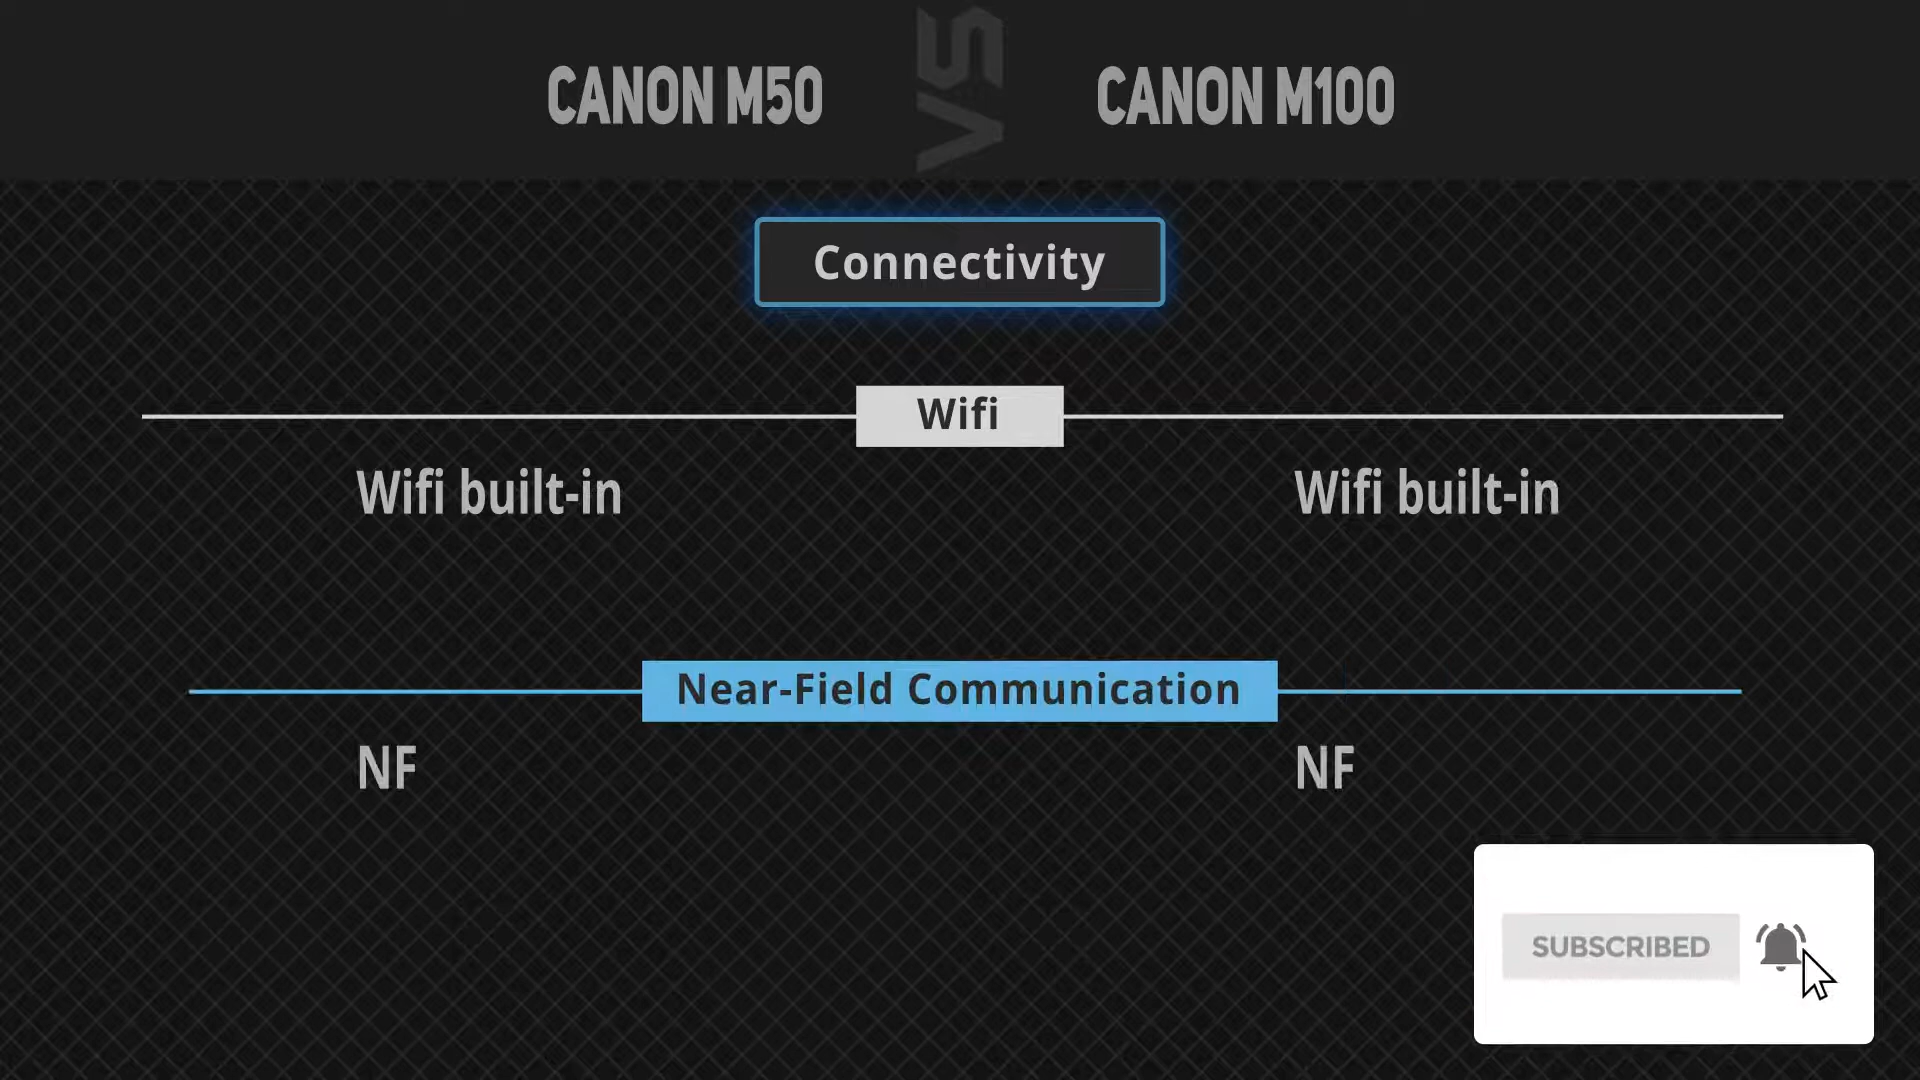 CANON M50 VS CANON M100
Connectivity
Wifi
Wifi built-in Wifi built-in
Near-Field Communication
NF NF
SUBSCRIBED